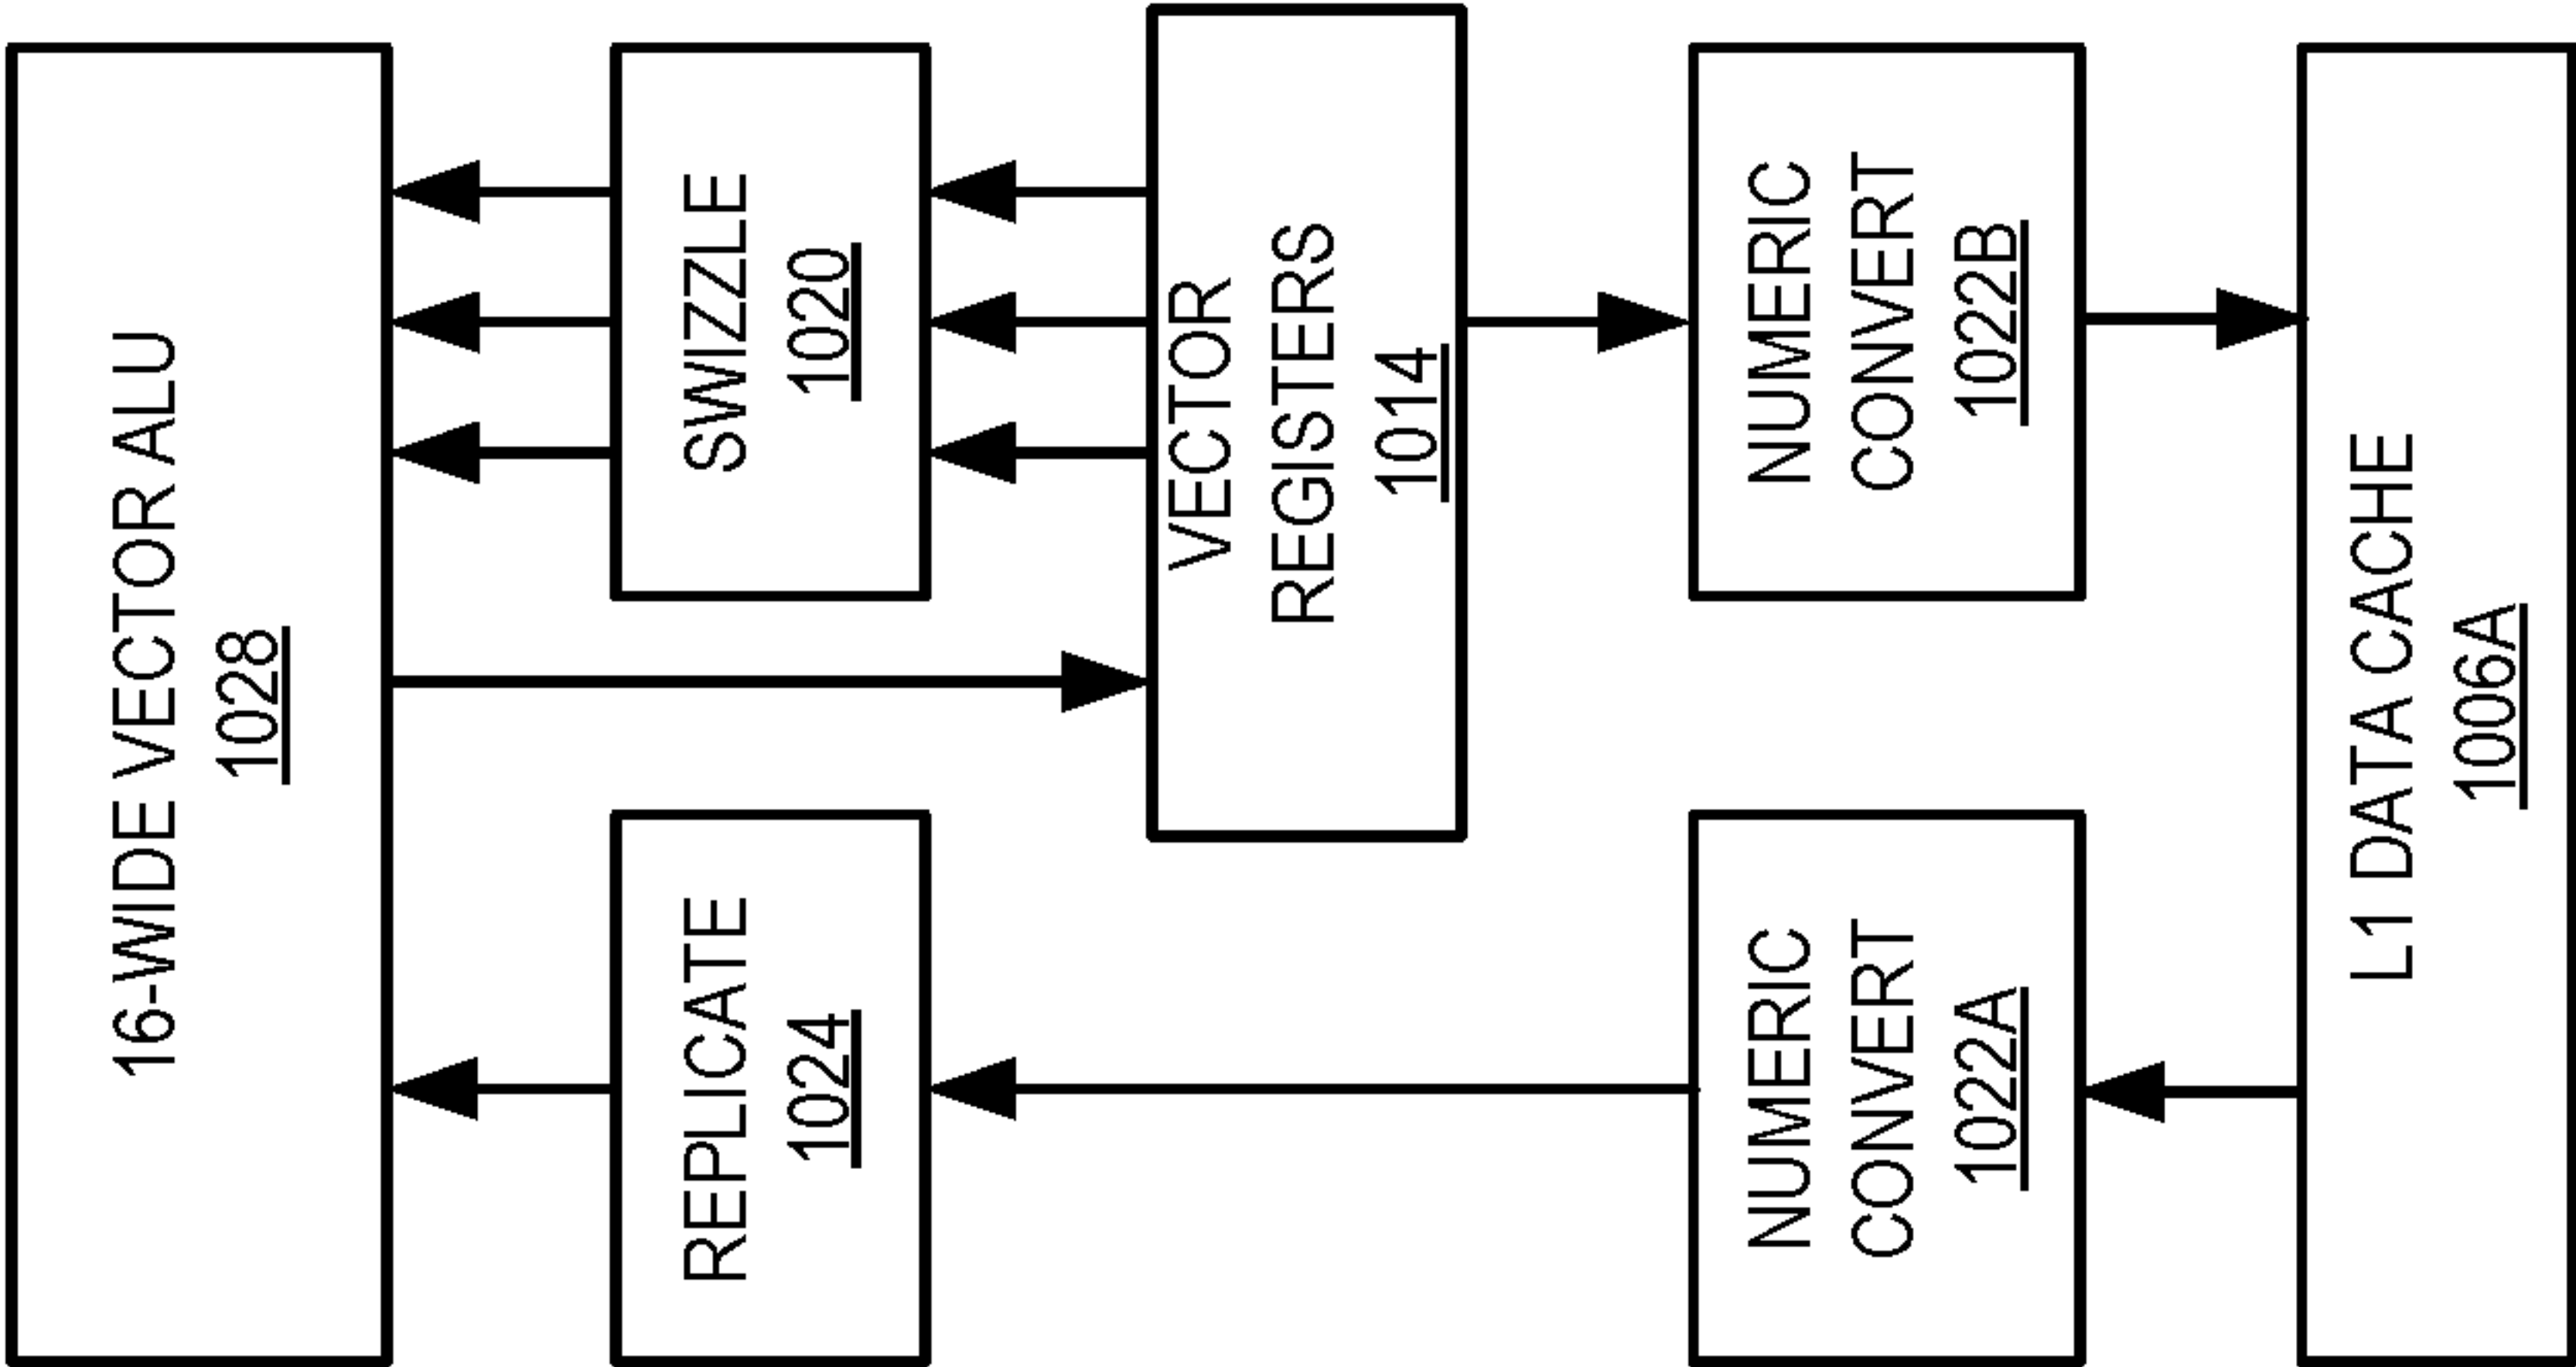 16-WIDE VECTOR ALU
1028
REPLICATE
1024
SWIZZLE
1020
VECTOR
REGISTERS
1014
NUMERIC
CONVERT
1022A
NUMERIC
CONVERT
1022B
L1 DATA CACHE
1006A